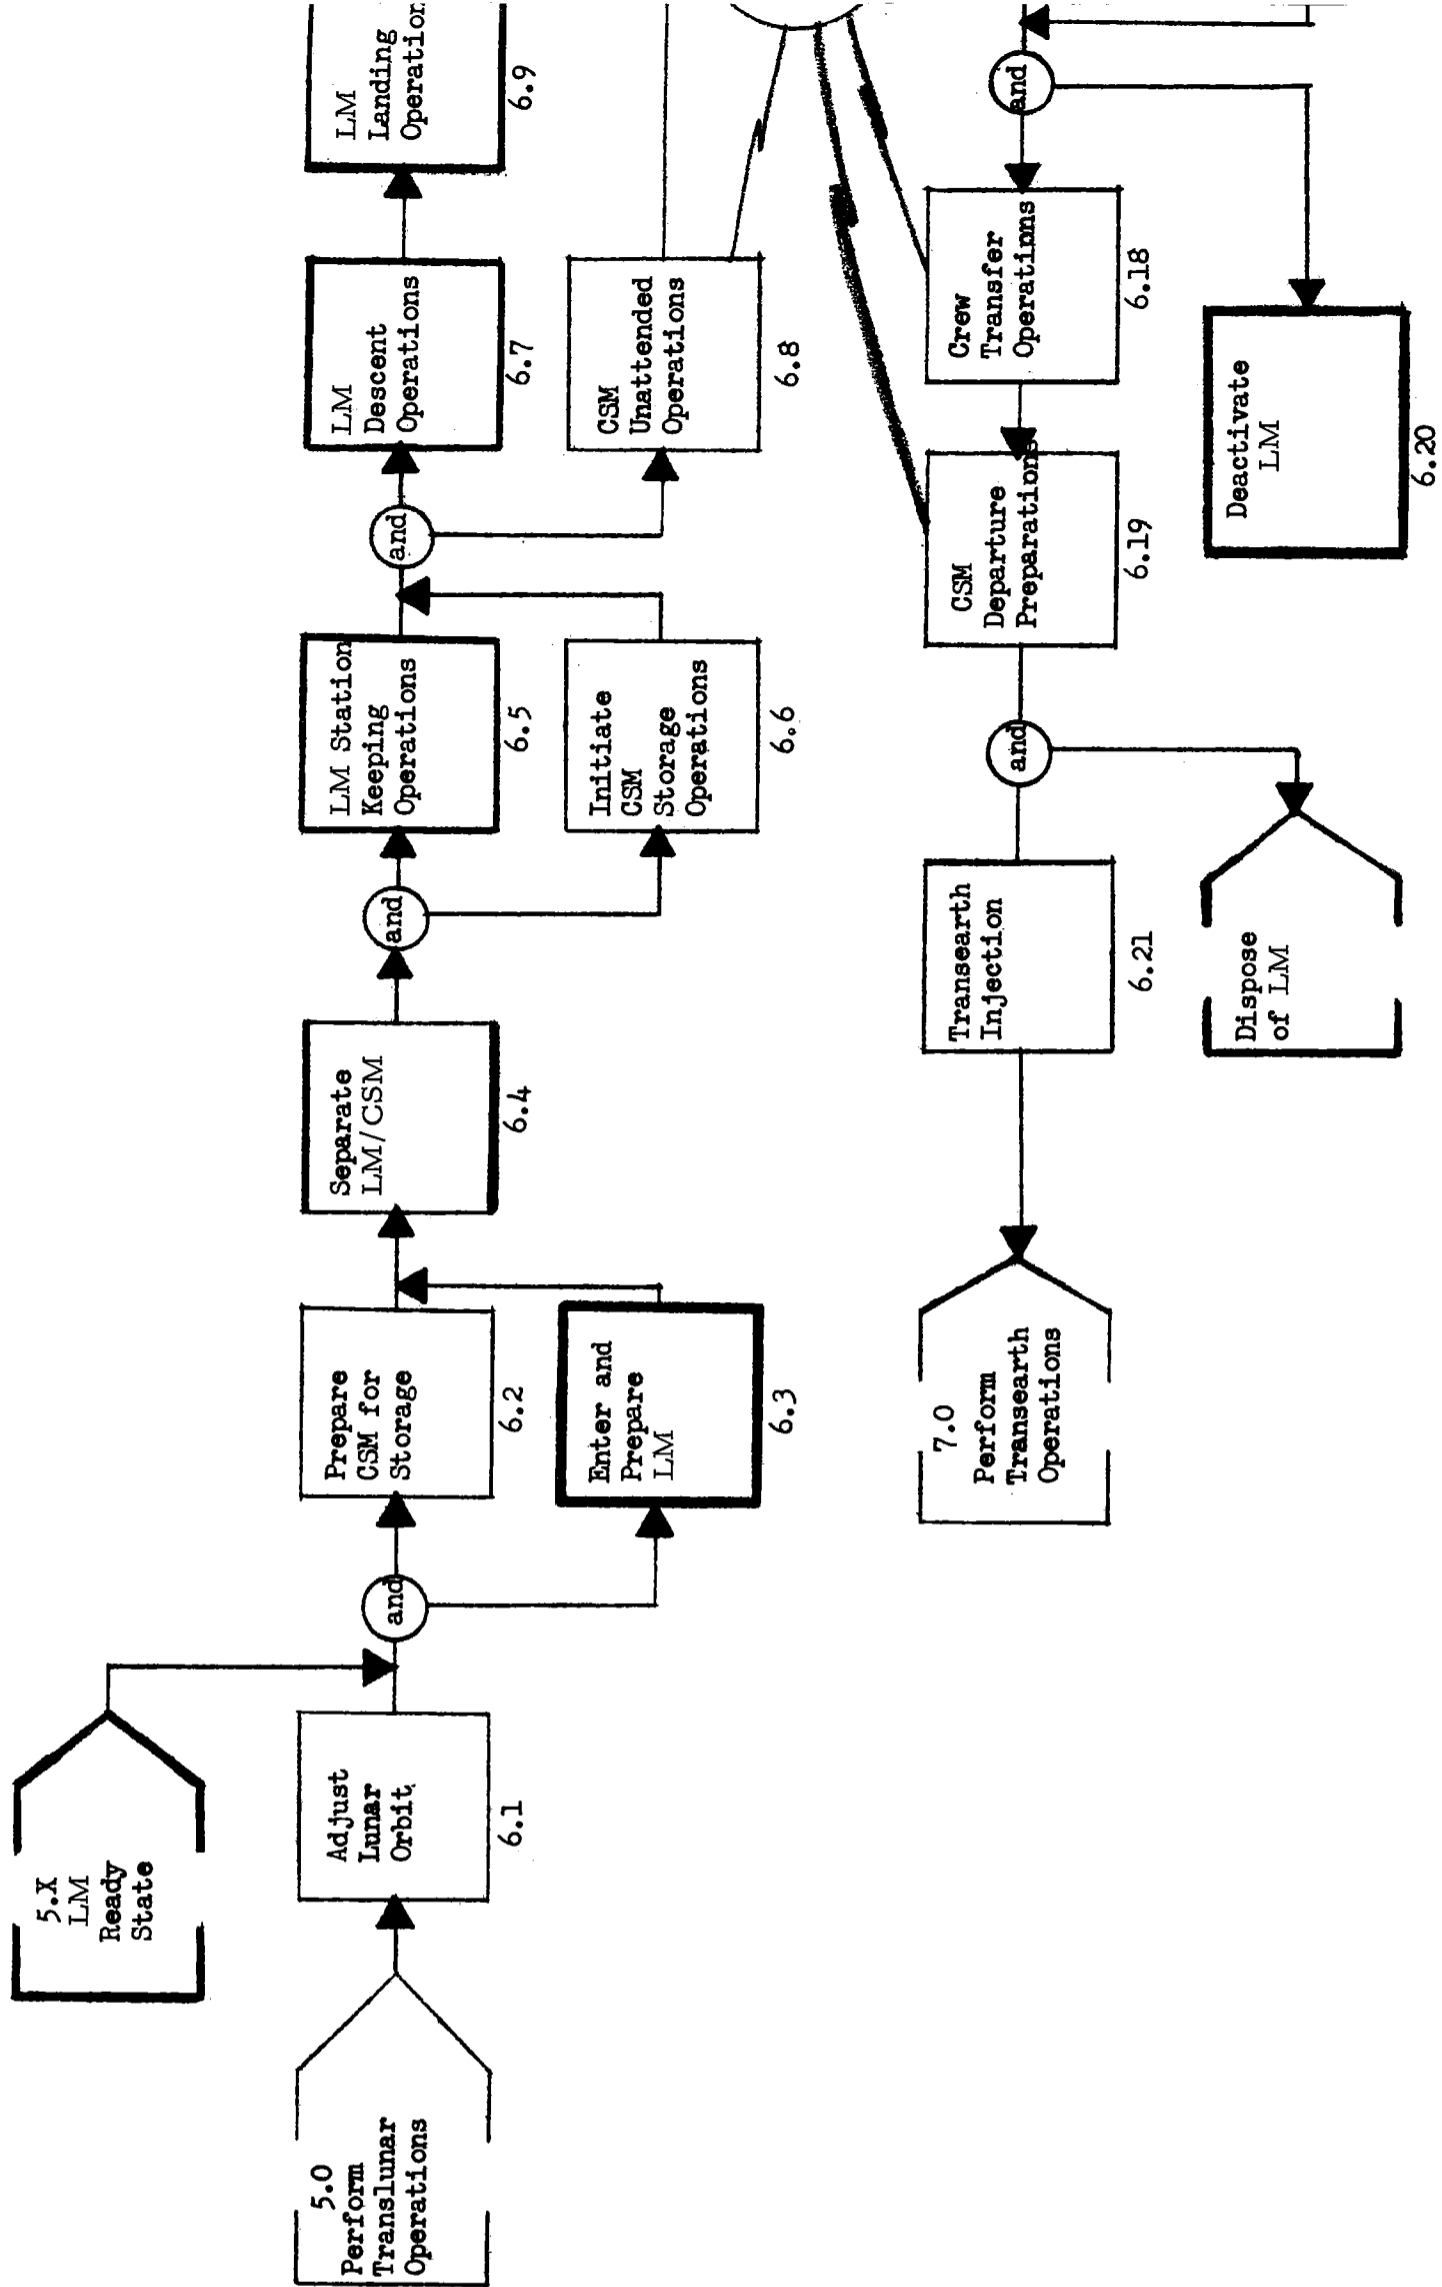 5.X
LM
Ready
State
5.0
Perform
Translunar
Operations
Adjust
Lunar
Orbit
6.1
and
Prepare
CSM for
Storage
6.2
Enter and
Prepare
LM
6.3
Separate
LM/CSM
6.4
and
LM Station
Keeping
Operations
6.5
Initiate
CSM
Storage
Operations
6.6
and
LM
Descent
Operations
6.7
CSM
Unattended
Operations
6.8
LM
Landing
Operation
6.9
7.0
Perform
Transearth
Operations
Transearth
Injection
6.21
Dispose
of LM
and
CSM
Departure
Preparations
6.19
Crew
Transfer
Operations
6.18
and
Deactivate
LM
6.20